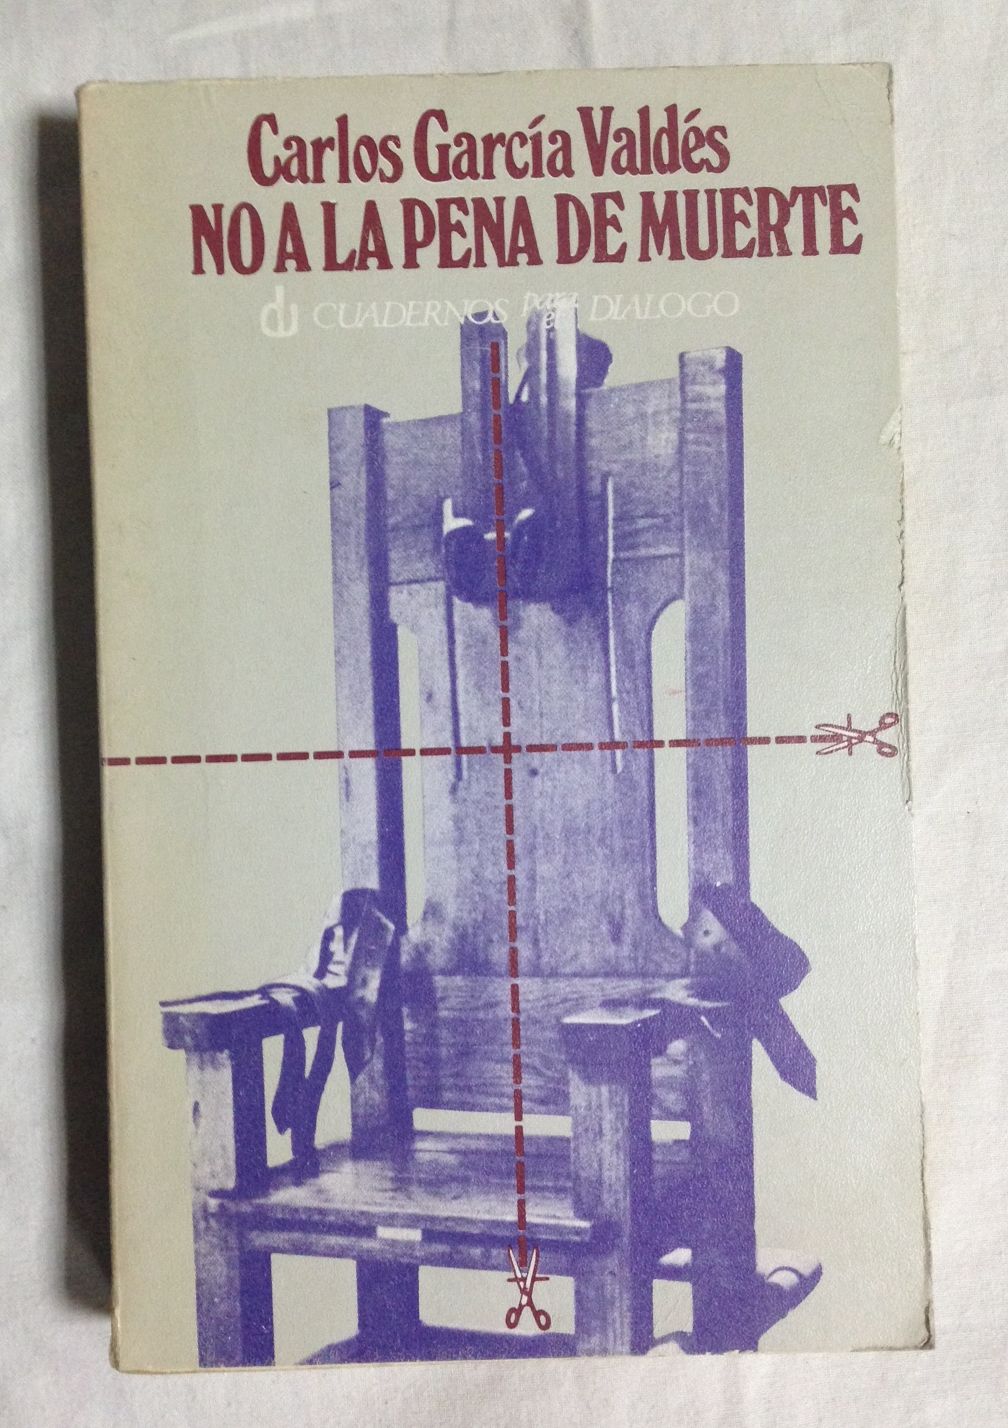 Carlos García Valdés
NO A LA PENA DE MUERTE
CUADERNOS para el DIALOGO